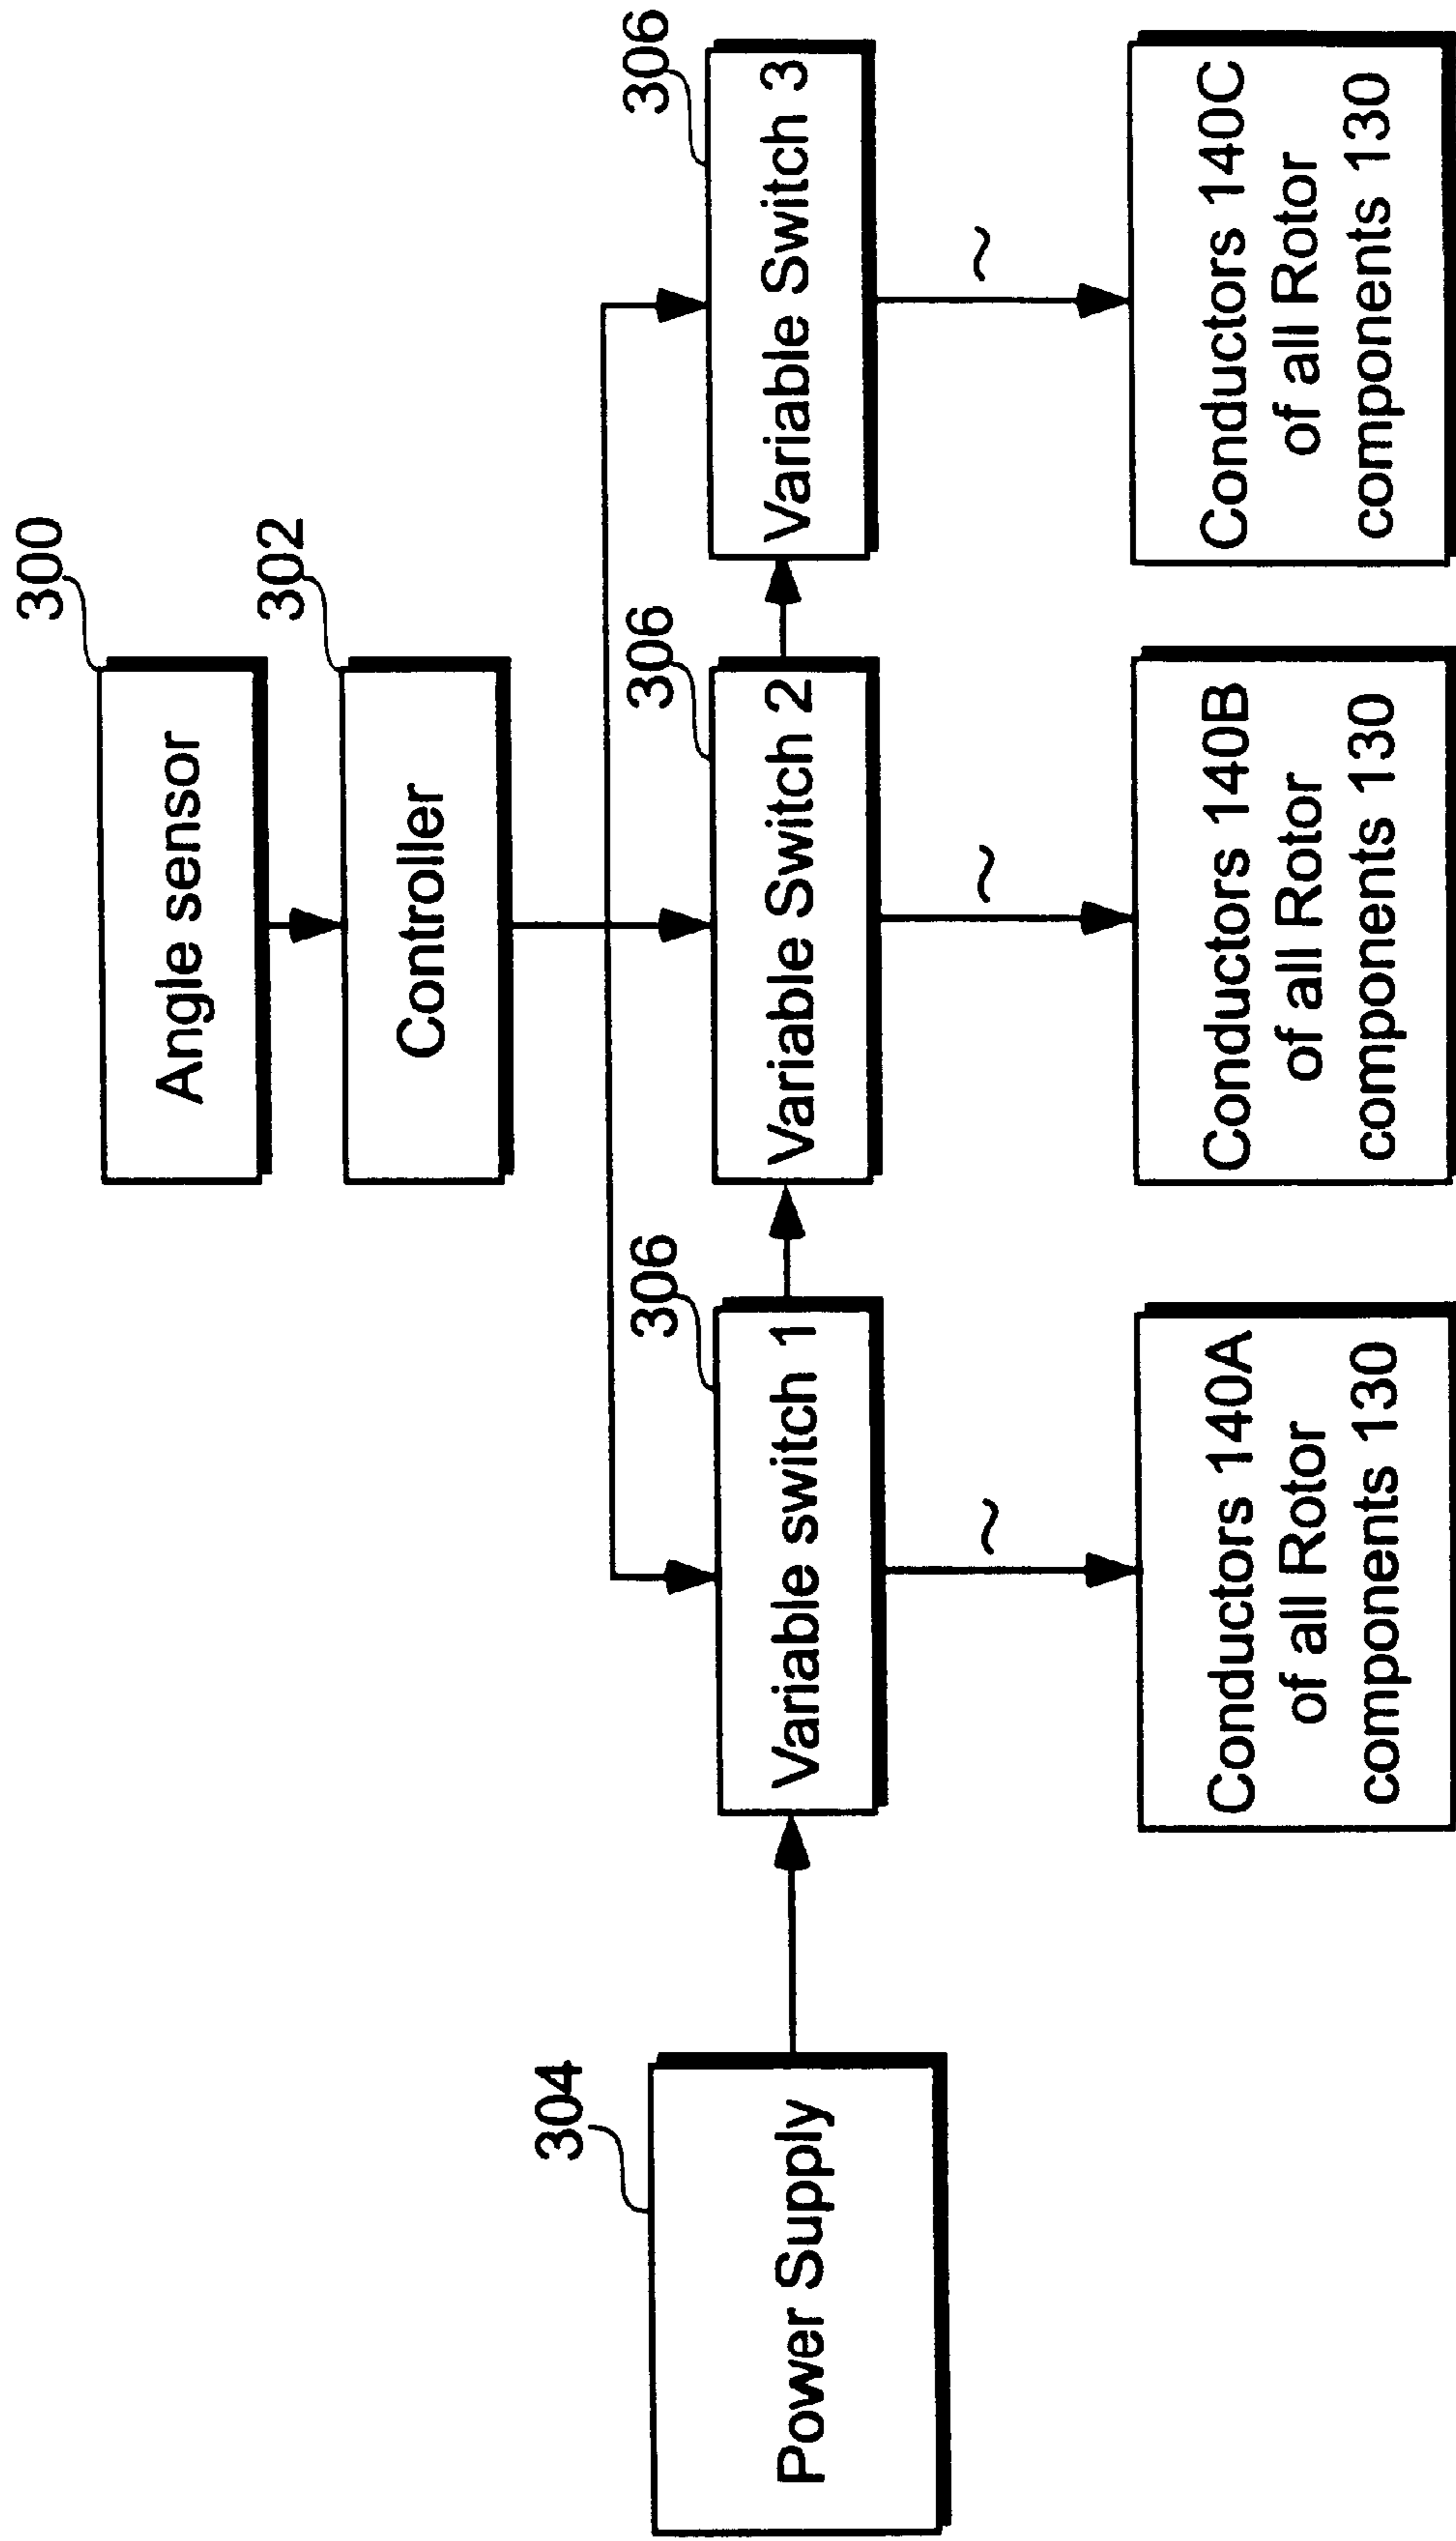 300
Angle sensor
302
Controller
304
Power Supply
306
Variable switch 1
306
Variable Switch 2
306
Variable Switch 3
~
~
~
Conductors 140A
of all Rotor
components 130
Conductors 140B
of all Rotor
components 130
Conductors 140C
of all Rotor
components 130